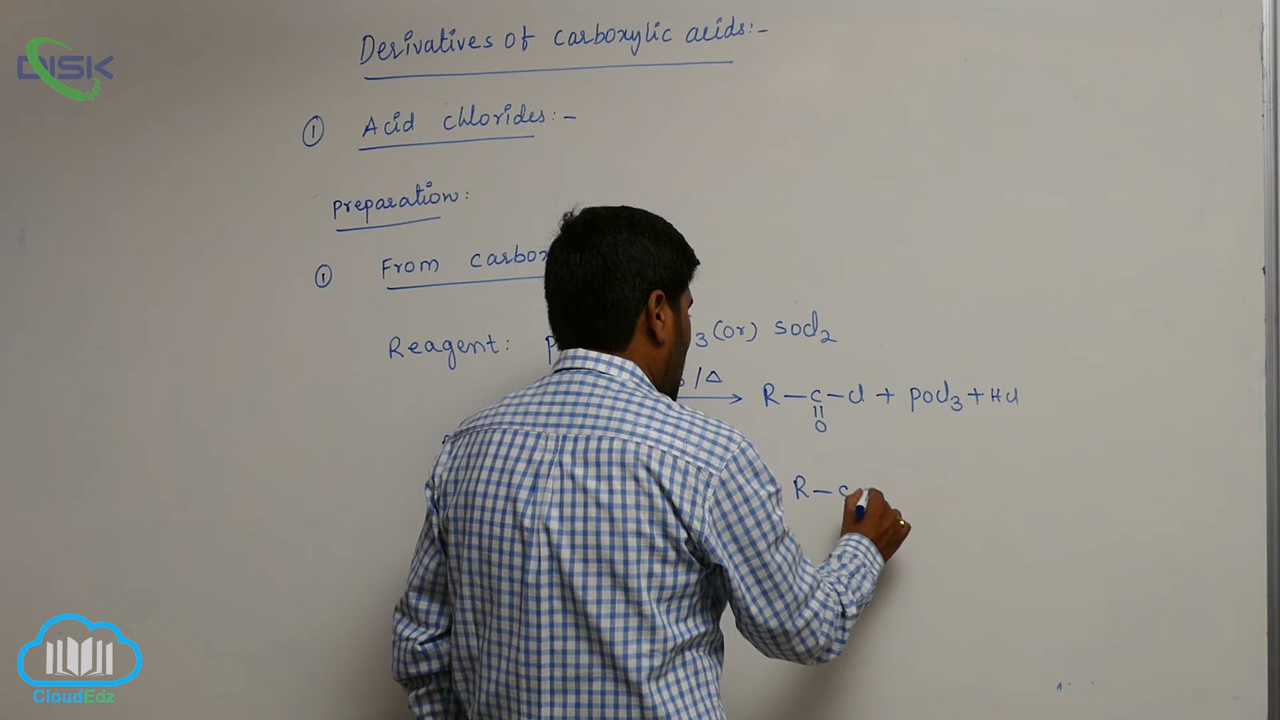 DISK
Derivatives of carboxylic acids:-
① Acid chlorides:-
Preparation:
① From carbox
Reagent: P 3 (or) SOCl2
/△
R—C—Cl + POCl3 + HCl
||
O
R—C
CloudEdz